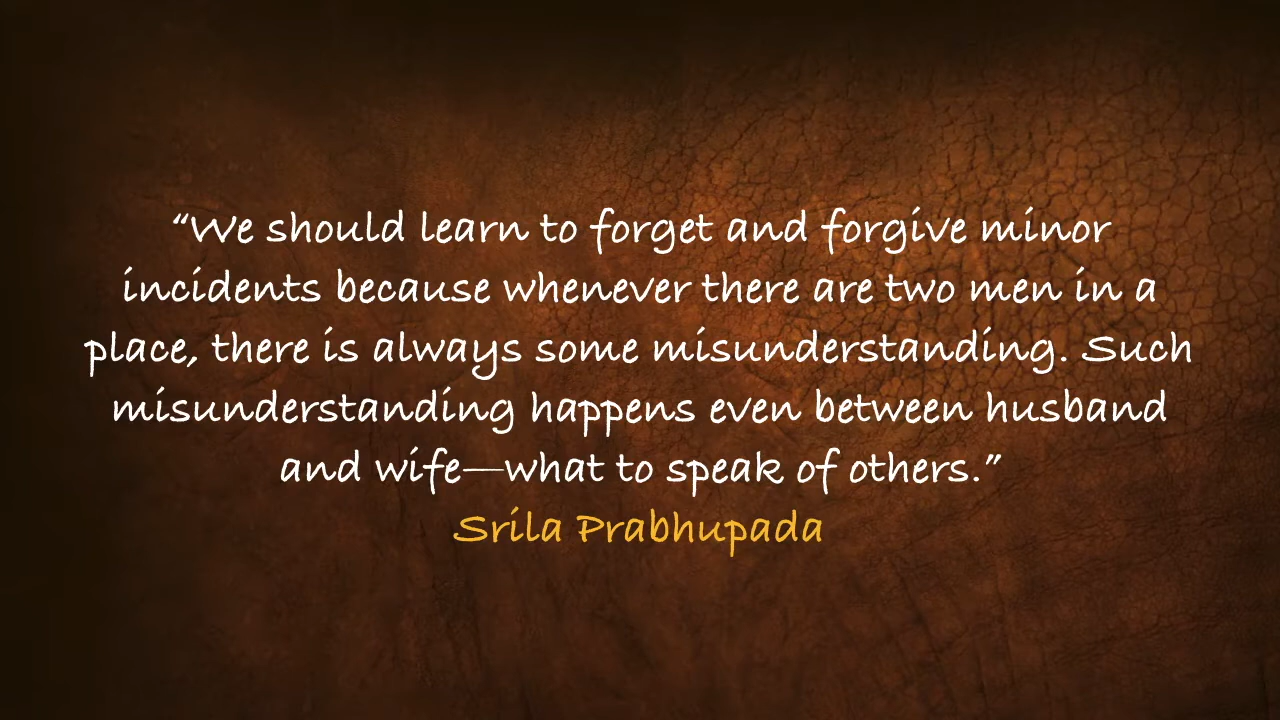 “We should learn to forget and forgive minor
incidents because whenever there are two men in a
place, there is always some misunderstanding. Such
misunderstanding happens even between husband
and wife—what to speak of others.”
Srila Prabhupada